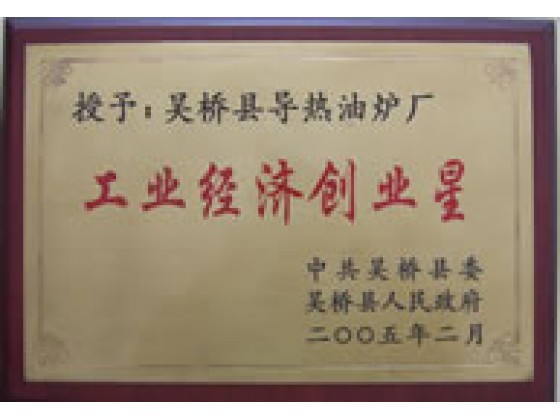 授予：吴桥县导热油炉厂
工业经济创业星
中共吴桥县委
吴桥县人民政府
二〇〇五年二月